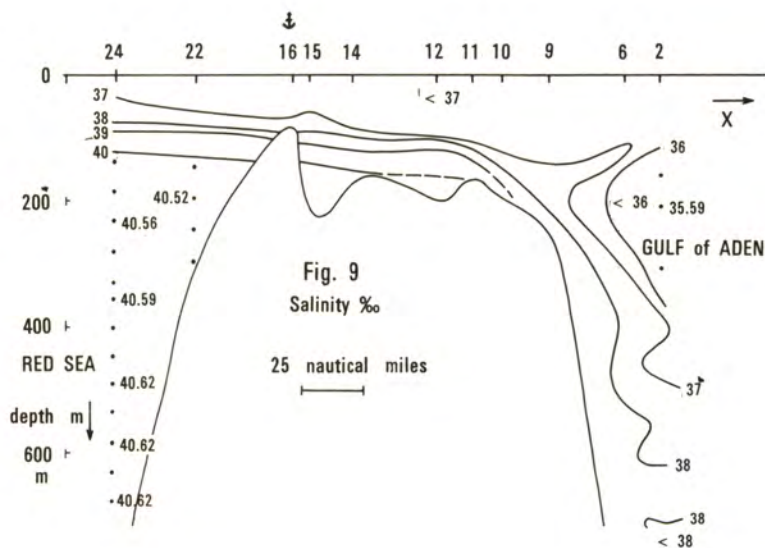 24 22 16 15 14 12 11 10 9 6 2
0
37
< 37
X
38
39
40
36
200
40.52
< 36
35.59
40.56
GULF of ADEN
Fig. 9
Salinity ‰
40.59
400
RED SEA
25 nautical miles
40.62
37
depth m
40.62
38
600
m
40.62
38
< 38